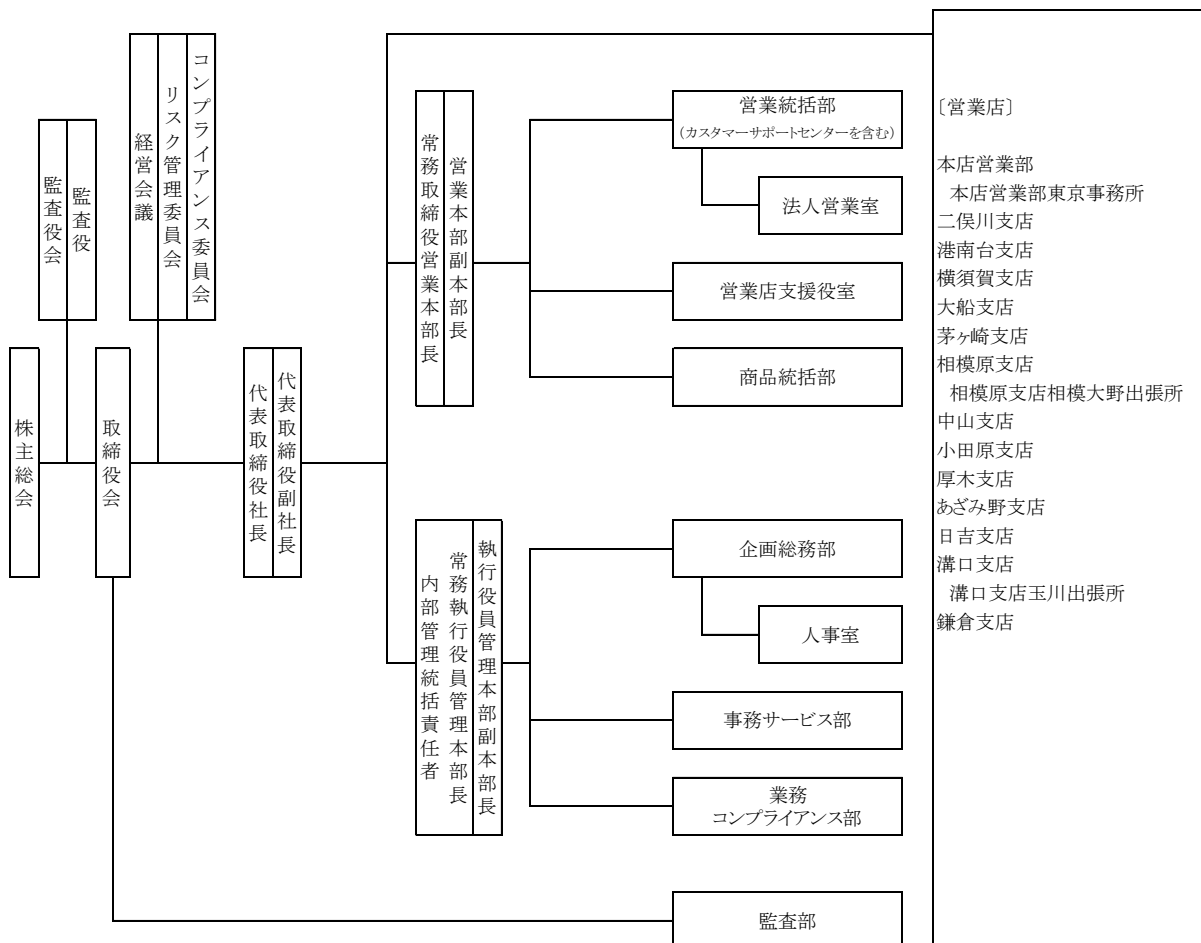 株主総会
監査役会
監査役
取締役会
経営会議
リスク管理委員会
コンプライアンス委員会
代表取締役社長
代表取締役副社長
常務取締役営業本部長
営業本部副本部長
営業統括部
(カスタマーサポートセンターを含む)
法人営業室
営業店支援役室
商品統括部
内部管理統括責任者
常務執行役員管理本部長
執行役員管理本部副本部長
企画総務部
人事室
事務サービス部
業務
コンプライアンス部
監査部
〔営業店〕
本店営業部
本店営業部東京事務所
二俣川支店
港南台支店
横須賀支店
大船支店
茅ヶ崎支店
相模原支店
相模原支店相模大野出張所
中山支店
小田原支店
厚木支店
あざみ野支店
日吉支店
溝口支店
溝口支店玉川出張所
鎌倉支店